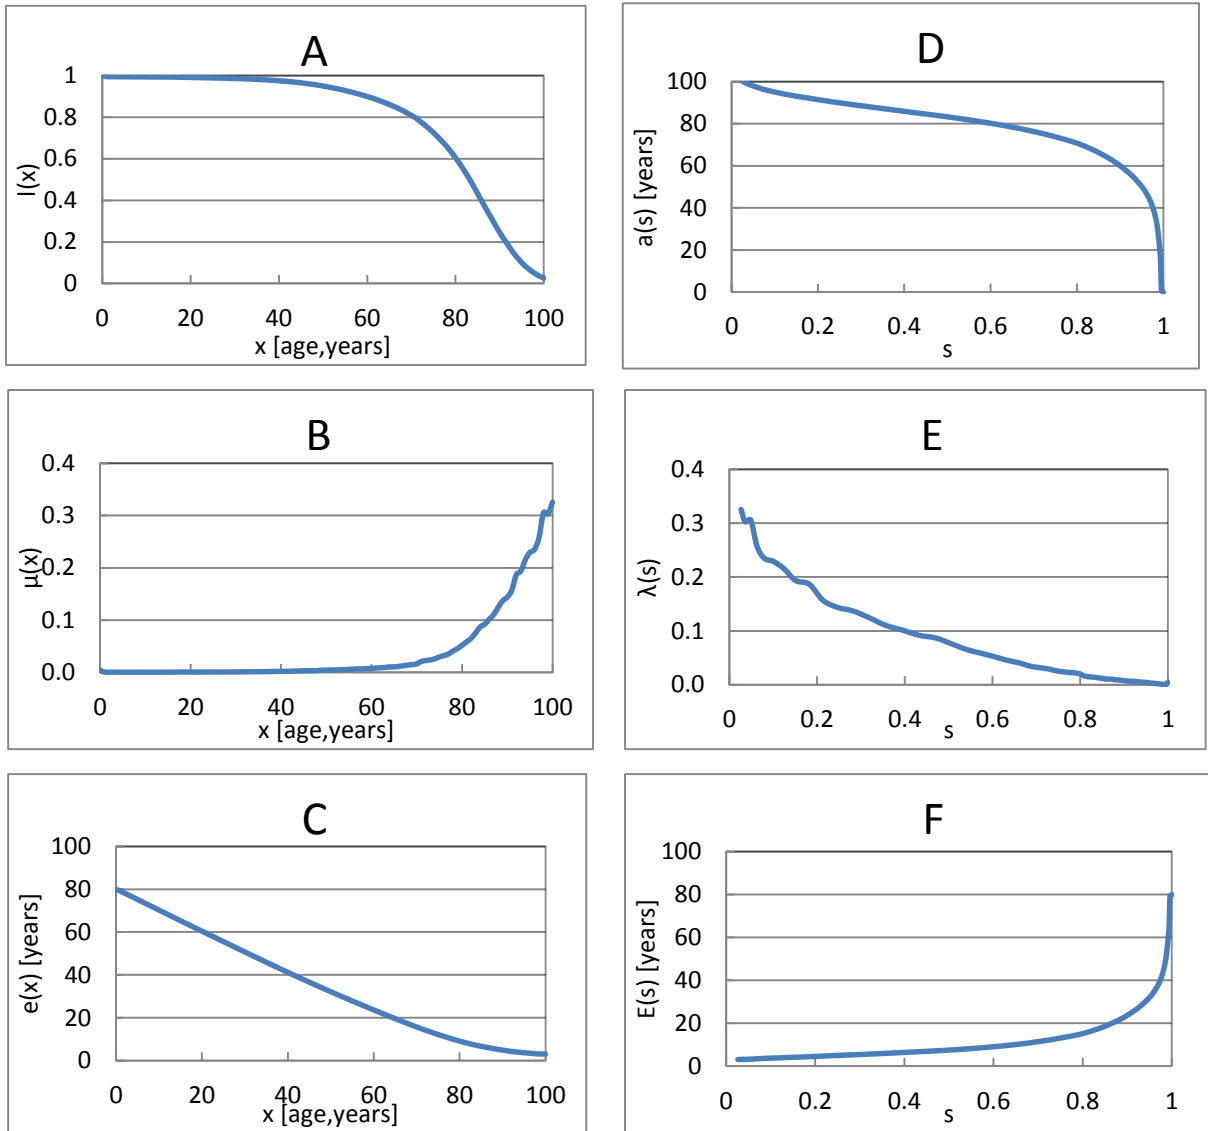 A
l(x)
1
0.8
0.6
0.4
0.2
0
0 20 40 60 80 100
x [age,years]
D
a(s) [years]
100
80
60
40
20
0
0 0.2 0.4 0.6 0.8 1
s
B
μ(x)
0.4
0.3
0.2
0.1
0.0
0 20 40 60 80 100
x [age,years]
E
λ(s)
0.4
0.3
0.2
0.1
0.0
0 0.2 0.4 0.6 0.8 1
s
C
e(x) [years]
100
80
60
40
20
0
0 20 40 60 80 100
x [age,years]
F
E(s) [years]
100
80
60
40
20
0
0 0.2 0.4 0.6 0.8 1
s